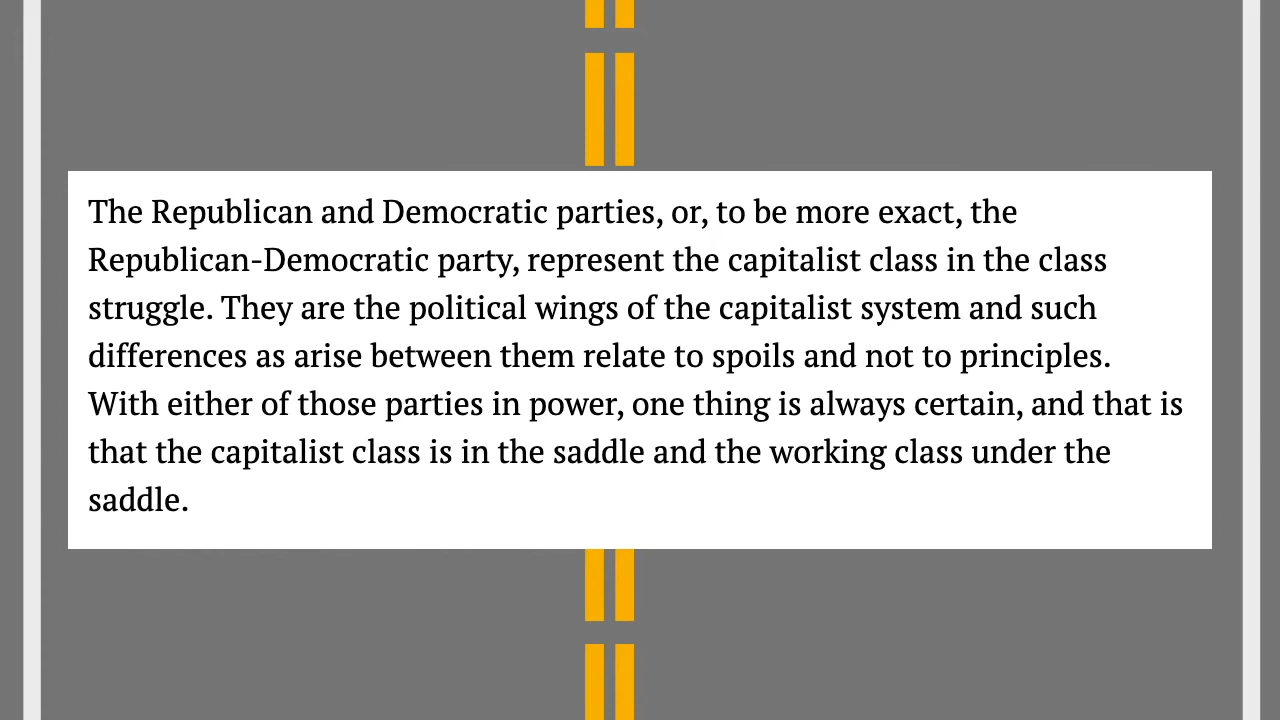 The Republican and Democratic parties, or, to be more exact, the
Republican-Democratic party, represent the capitalist class in the class
struggle. They are the political wings of the capitalist system and such
differences as arise between them relate to spoils and not to principles.
With either of those parties in power, one thing is always certain, and that is
that the capitalist class is in the saddle and the working class under the
saddle.